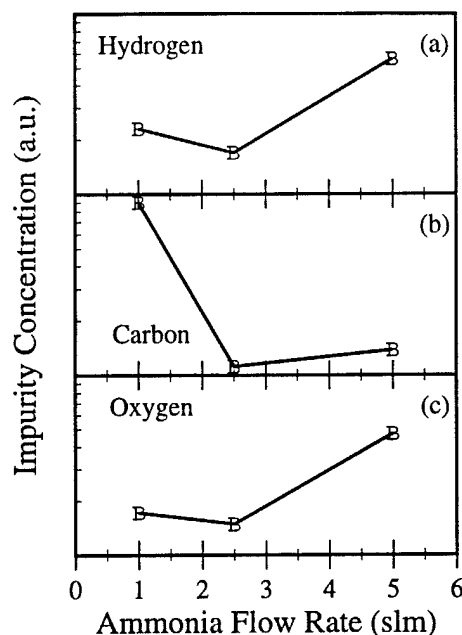 Impurity Concentration (a.u.)
Hydrogen
(a)
B
B
B
(b)
B
Carbon
B
B
Oxygen
(c)
B
B
B
0 1 2 3 4 5 6
Ammonia Flow Rate (slm)